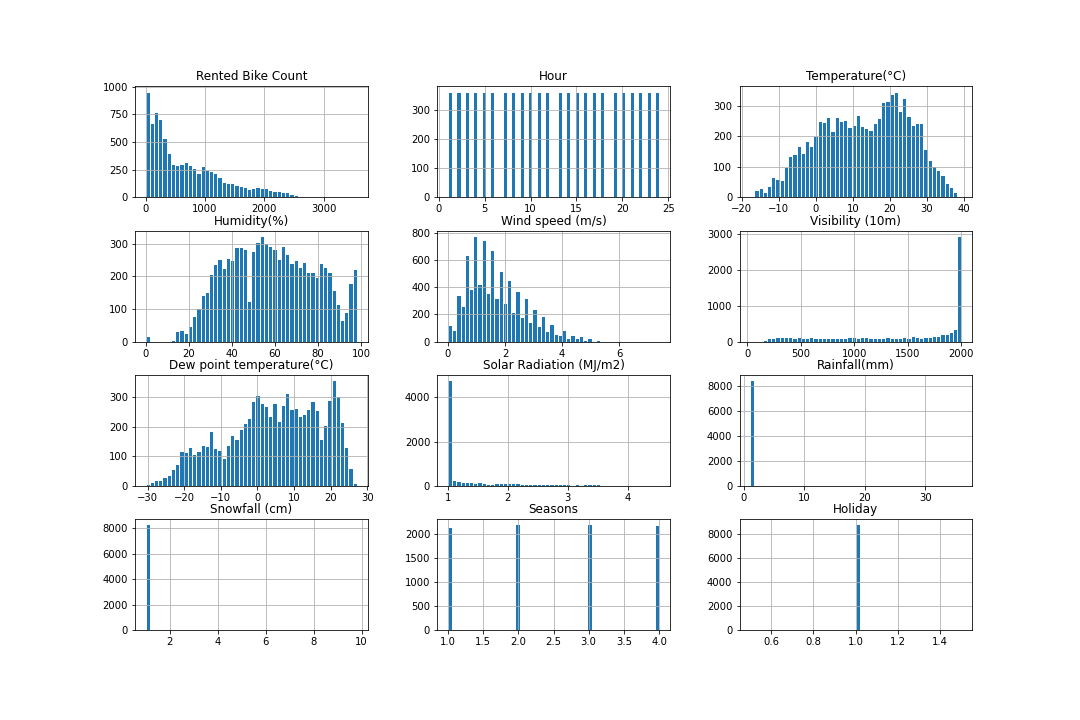 Rented Bike Count
Hour
Temperature(°C)
1000
750
500
250
0
0 1000 2000 3000
300
200
100
0
0 5 10 15 20 25
300
200
100
0
−20 −10 0 10 20 30 40
Humidity(%)
Wind speed (m/s)
Visibility (10m)
300
200
100
0
0 20 40 60 80 100
800
600
400
200
0
0 2 4 6
3000
2000
1000
0
0 500 1000 1500 2000
Dew point temperature(°C)
Solar Radiation (MJ/m2)
Rainfall(mm)
300
200
100
0
−30 −20 −10 0 10 20 30
4000
2000
0
1 2 3 4
8000
6000
4000
2000
0
0 10 20 30
Snowfall (cm)
Seasons
Holiday
8000
6000
4000
2000
0
2 4 6 8 10
2000
1500
1000
500
0
1.0 1.5 2.0 2.5 3.0 3.5 4.0
8000
6000
4000
2000
0
0.6 0.8 1.0 1.2 1.4